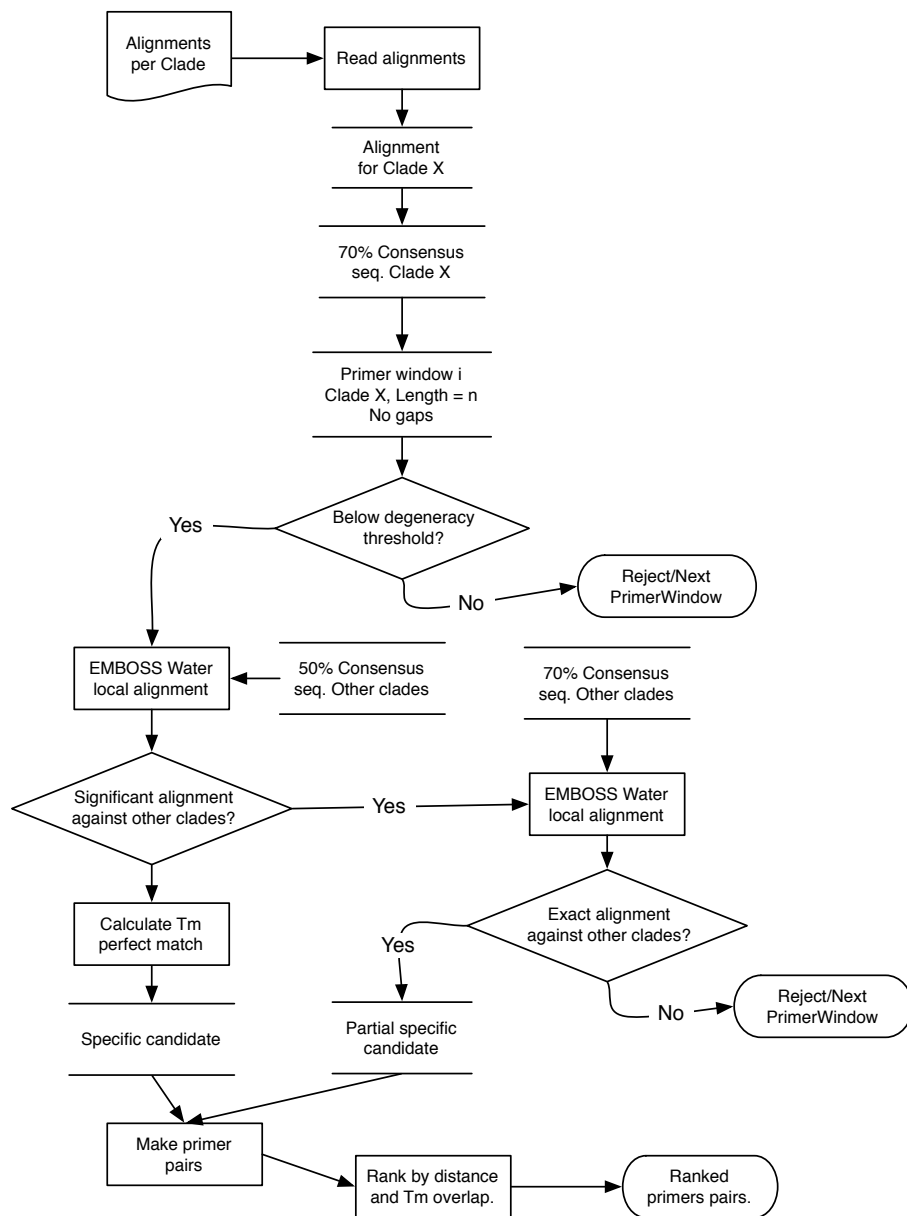 Alignments
per Clade
Read alignments
Alignment
for Clade X
70% Consensus
seq. Clade X
Primer window i
Clade X, Length = n
No gaps
Below degeneracy
threshold?
Yes
No
Reject/Next
PrimerWindow
EMBOSS Water
local alignment
50% Consensus
seq. Other clades
70% Consensus
seq. Other clades
Significant alignment
against other clades?
Yes
EMBOSS Water
local alignment
Calculate Tm
perfect match
Exact alignment
against other clades?
Yes
No
Reject/Next
PrimerWindow
Specific candidate
Partial specific
candidate
Make primer
pairs
Rank by distance
and Tm overlap.
Ranked
primers pairs.